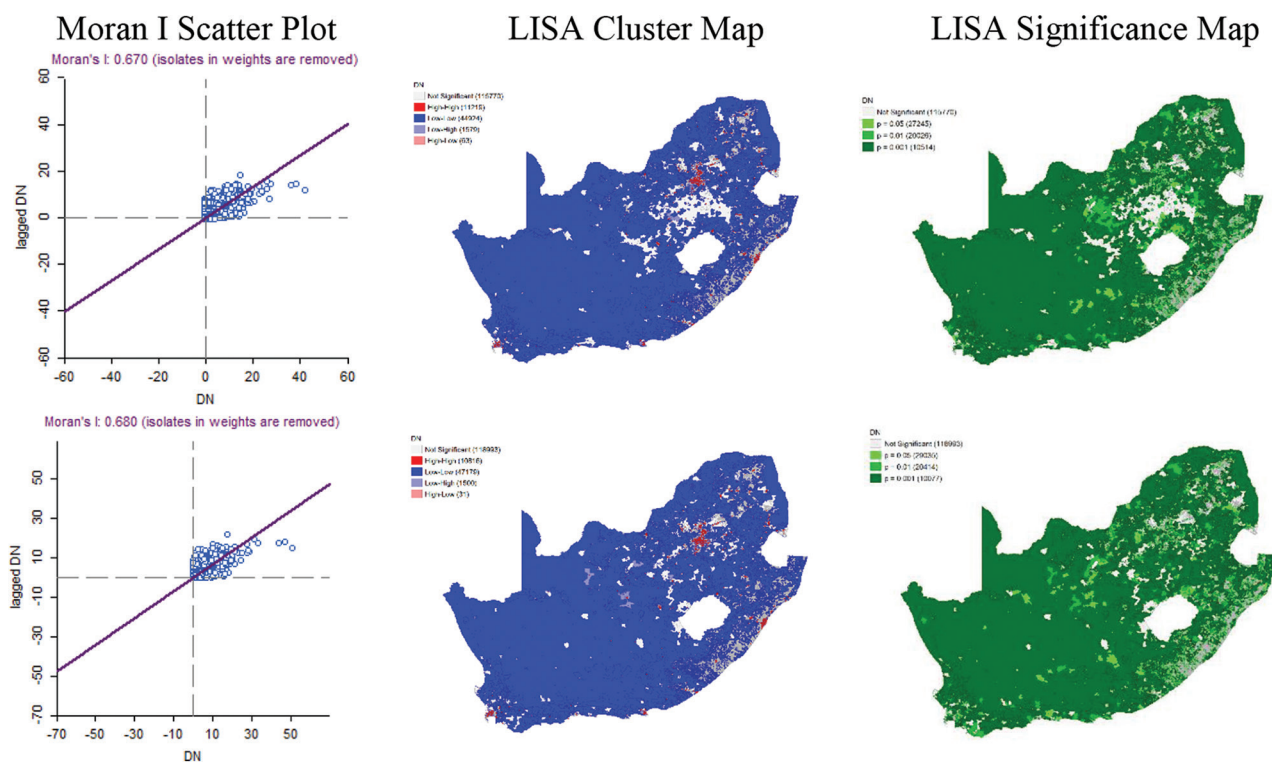 Moran I Scatter Plot
LISA Cluster Map
LISA Significance Map
Moran's I: 0.670 (isolates in weights are removed)
60
40
20
0
-20
-40
-60
lagged DN
-60 -40 -20 0 20 40 60
DN
DN
Not Significant (115770)
High-High (11215)
Low-Low (44924)
Low-High (1579)
High-Low (63)
DN
Not Significant (115770)
p = 0.05 (27245)
p = 0.01 (20026)
p = 0.001 (10514)
Moran's I: 0.680 (isolates in weights are removed)
50
30
10
-10
-30
-50
-70
lagged DN
-70 -50 -30 -10 10 30 50
DN
DN
Not Significant (118993)
High-High (10816)
Low-Low (47179)
Low-High (1500)
High-Low (31)
DN
Not Significant (118993)
p = 0.05 (29035)
p = 0.01 (20414)
p = 0.001 (10077)